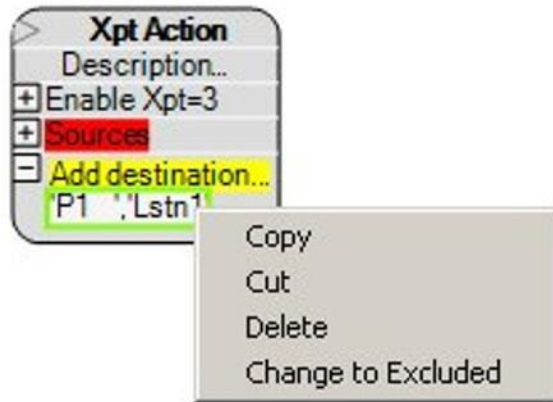 Xpt Action
Description...
Enable Xpt=3
Sources
Add destination...
'P1   ','Lstn1'
Copy
Cut
Delete
Change to Excluded